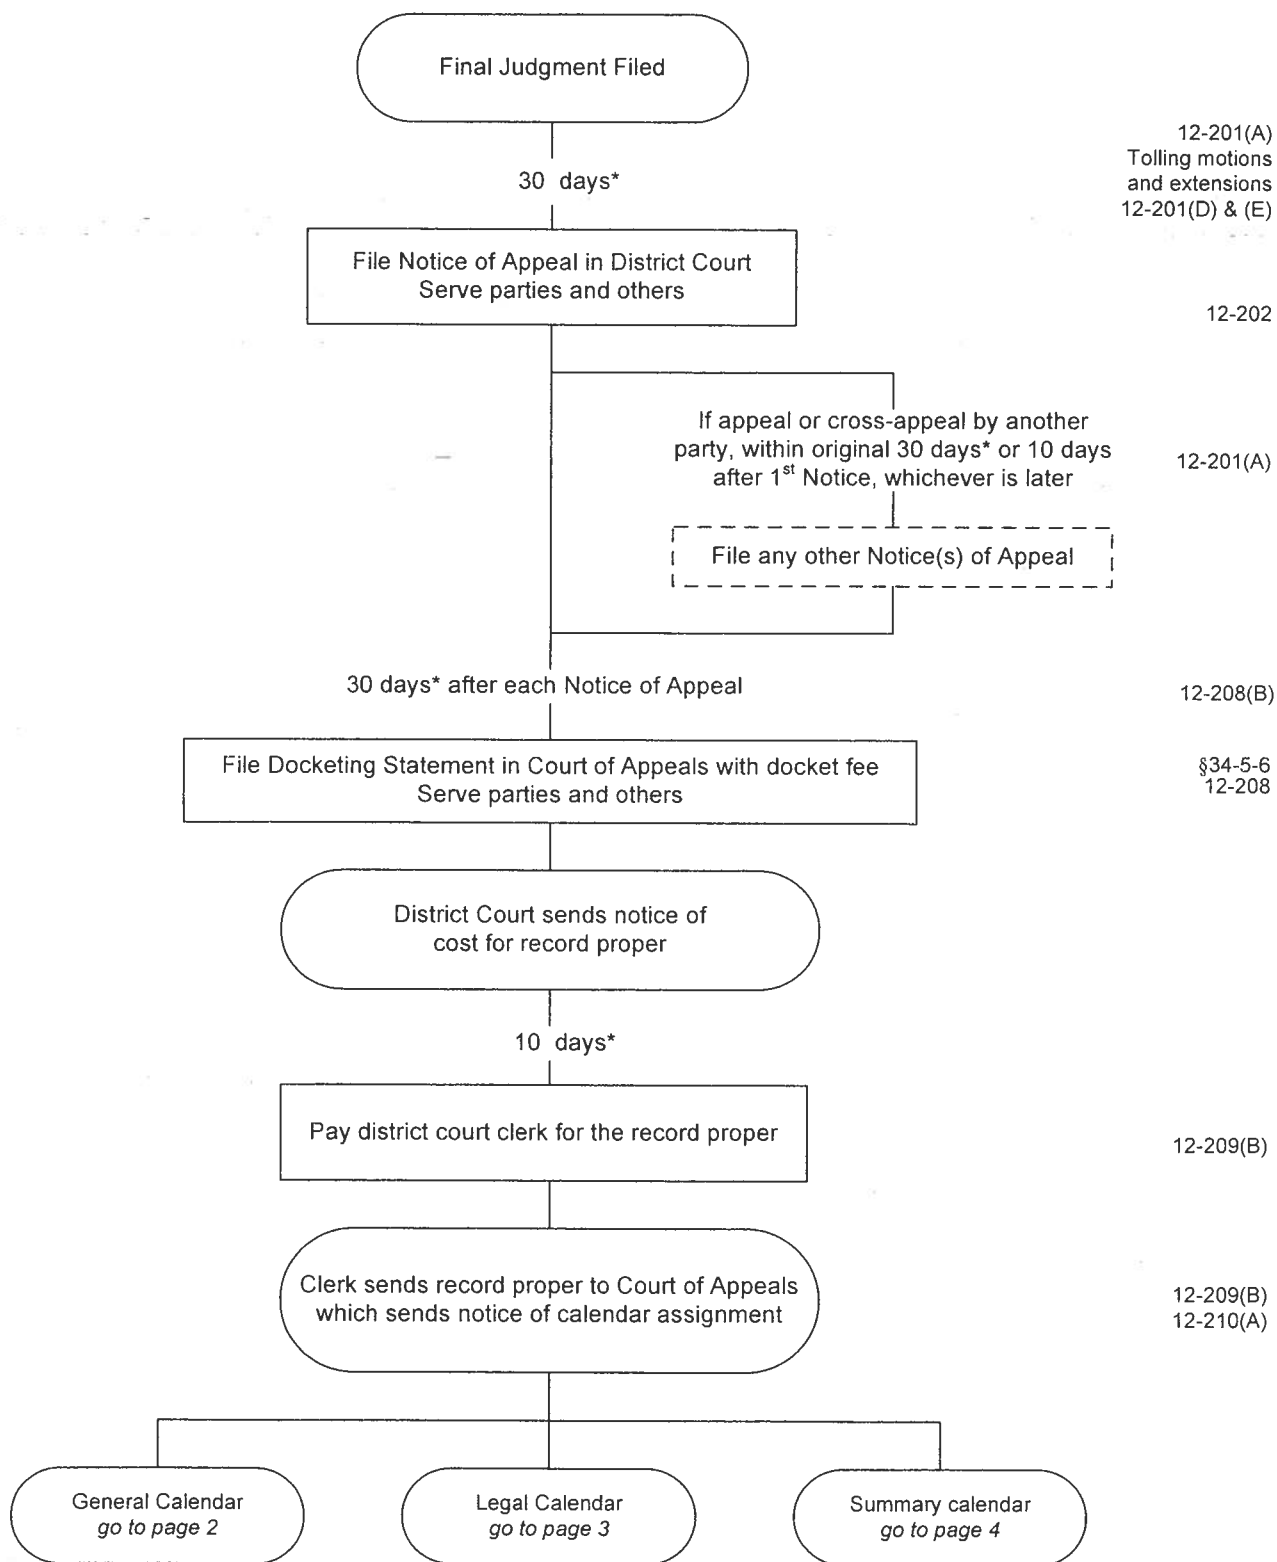 Final Judgment Filed
12-201(A)
Tolling motions
and extensions
12-201(D) & (E)
30 days*
File Notice of Appeal in District Court
Serve parties and others
12-202
If appeal or cross-appeal by another
party, within original 30 days* or 10 days
after 1st Notice, whichever is later
12-201(A)
File any other Notice(s) of Appeal
30 days* after each Notice of Appeal
12-208(B)
File Docketing Statement in Court of Appeals with docket fee
Serve parties and others
§34-5-6
12-208
District Court sends notice of
cost for record proper
10 days*
Pay district court clerk for the record proper
12-209(B)
Clerk sends record proper to Court of Appeals
which sends notice of calendar assignment
12-209(B)
12-210(A)
General Calendar
go to page 2
Legal Calendar
go to page 3
Summary calendar
go to page 4